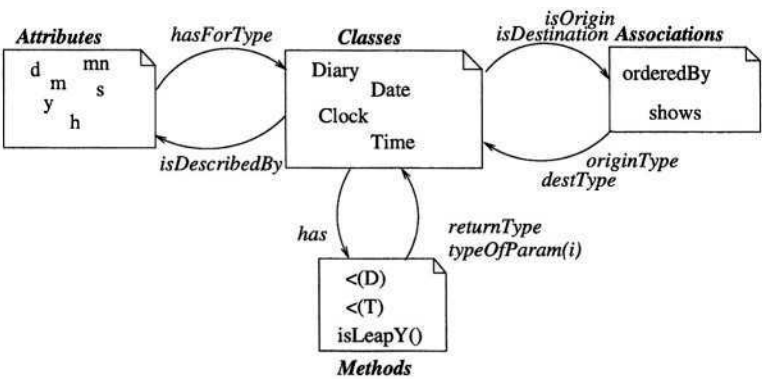 Attributes
d
mn
m
s
y
h
hasForType
isDescribedBy
Classes
Diary
Date
Clock
Time
isOrigin
isDestination
Associations
orderedBy
shows
originType
destType
has
returnType
typeOfParam(i)
<(D)
<(T)
isLeapY()
Methods